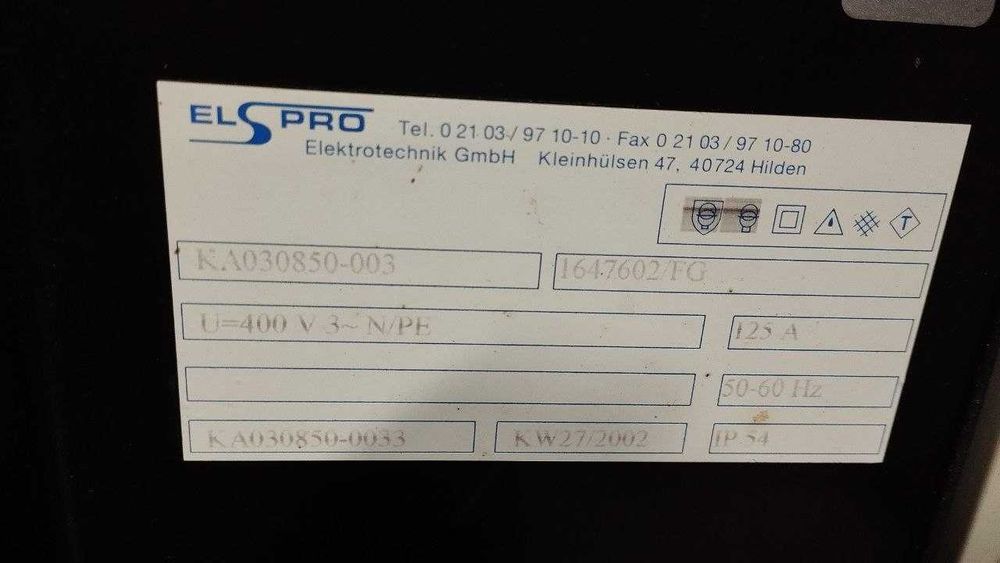 ELSPRO Tel. 0 21 03 / 97 10-10 · Fax 0 21 03 / 97 10-80
Elektrotechnik GmbH Kleinhülsen 47, 40724 Hilden
T
KA030850-003 1647602/FG
U=400 V 3~ N/PE 125 A
50-60 Hz
KA030850-0033 KW27/2002 IP 54